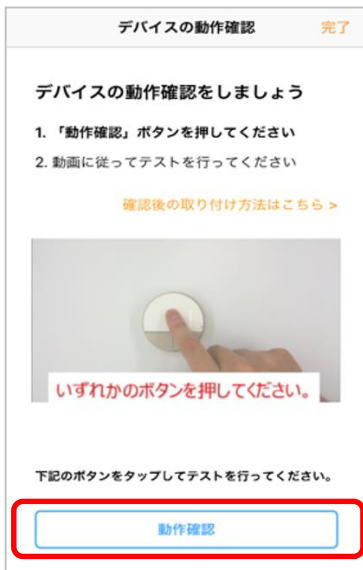 デバイスの動作確認
完了
デバイスの動作確認をしましょう
1. 「動作確認」ボタンを押してください
2. 動画に従ってテストを行ってください
確認後の取り付け方法はこちら >
いずれかのボタンを押してください。
下記のボタンをタップしてテストを行ってください。
動作確認